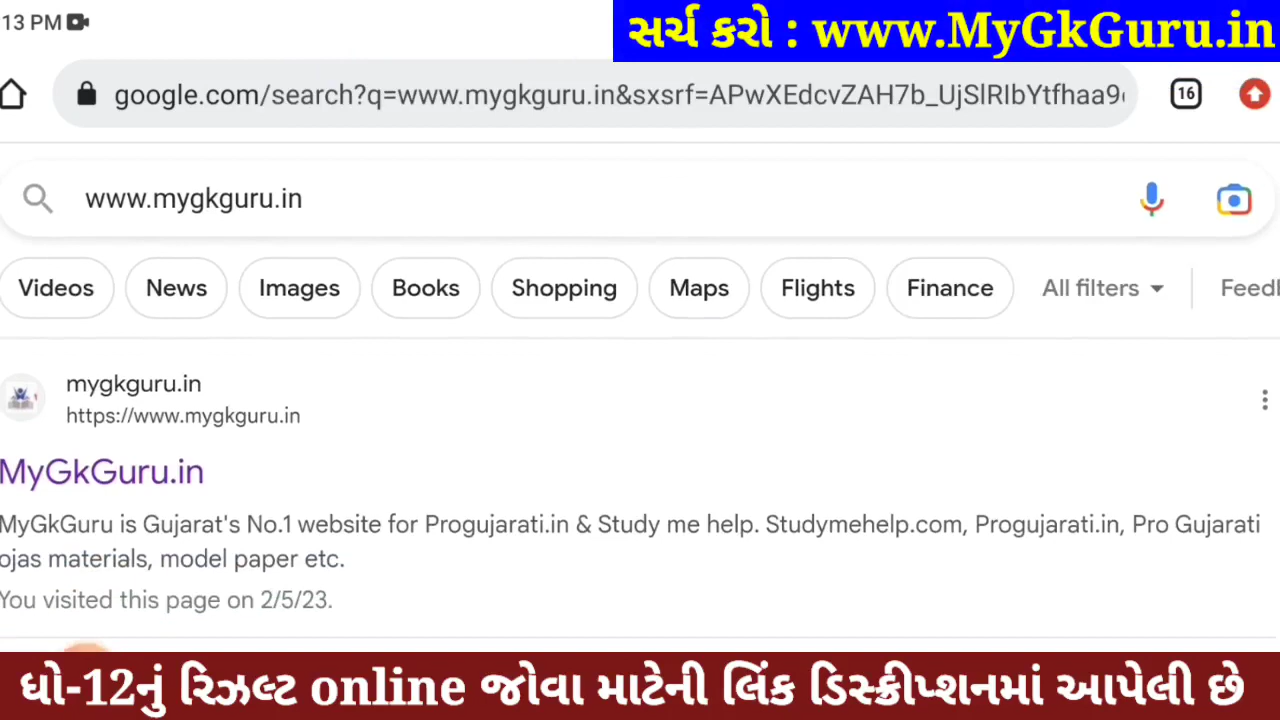 13 PM
સર્ચ કરો : www.MyGkGuru.in
google.com/search?q=www.mygkguru.in&sxsrf=APwXEdcvZAH7b_UjSlRIbYtfhaa9
16
www.mygkguru.in
Videos News Images Books Shopping Maps Flights Finance All filters Feed
mygkguru.in
https://www.mygkguru.in
MyGkGuru.in
MyGkGuru is Gujarat's No.1 website for Progujarati.in & Study me help. Studymehelp.com, Progujarati.in, Pro Gujarati
ojas materials, model paper etc.
You visited this page on 2/5/23.
ધો-12નું રિઝલ્ટ online જોવા માટેની લિંક ડિસ્ક્રીપ્શનમાં આપેલી છે